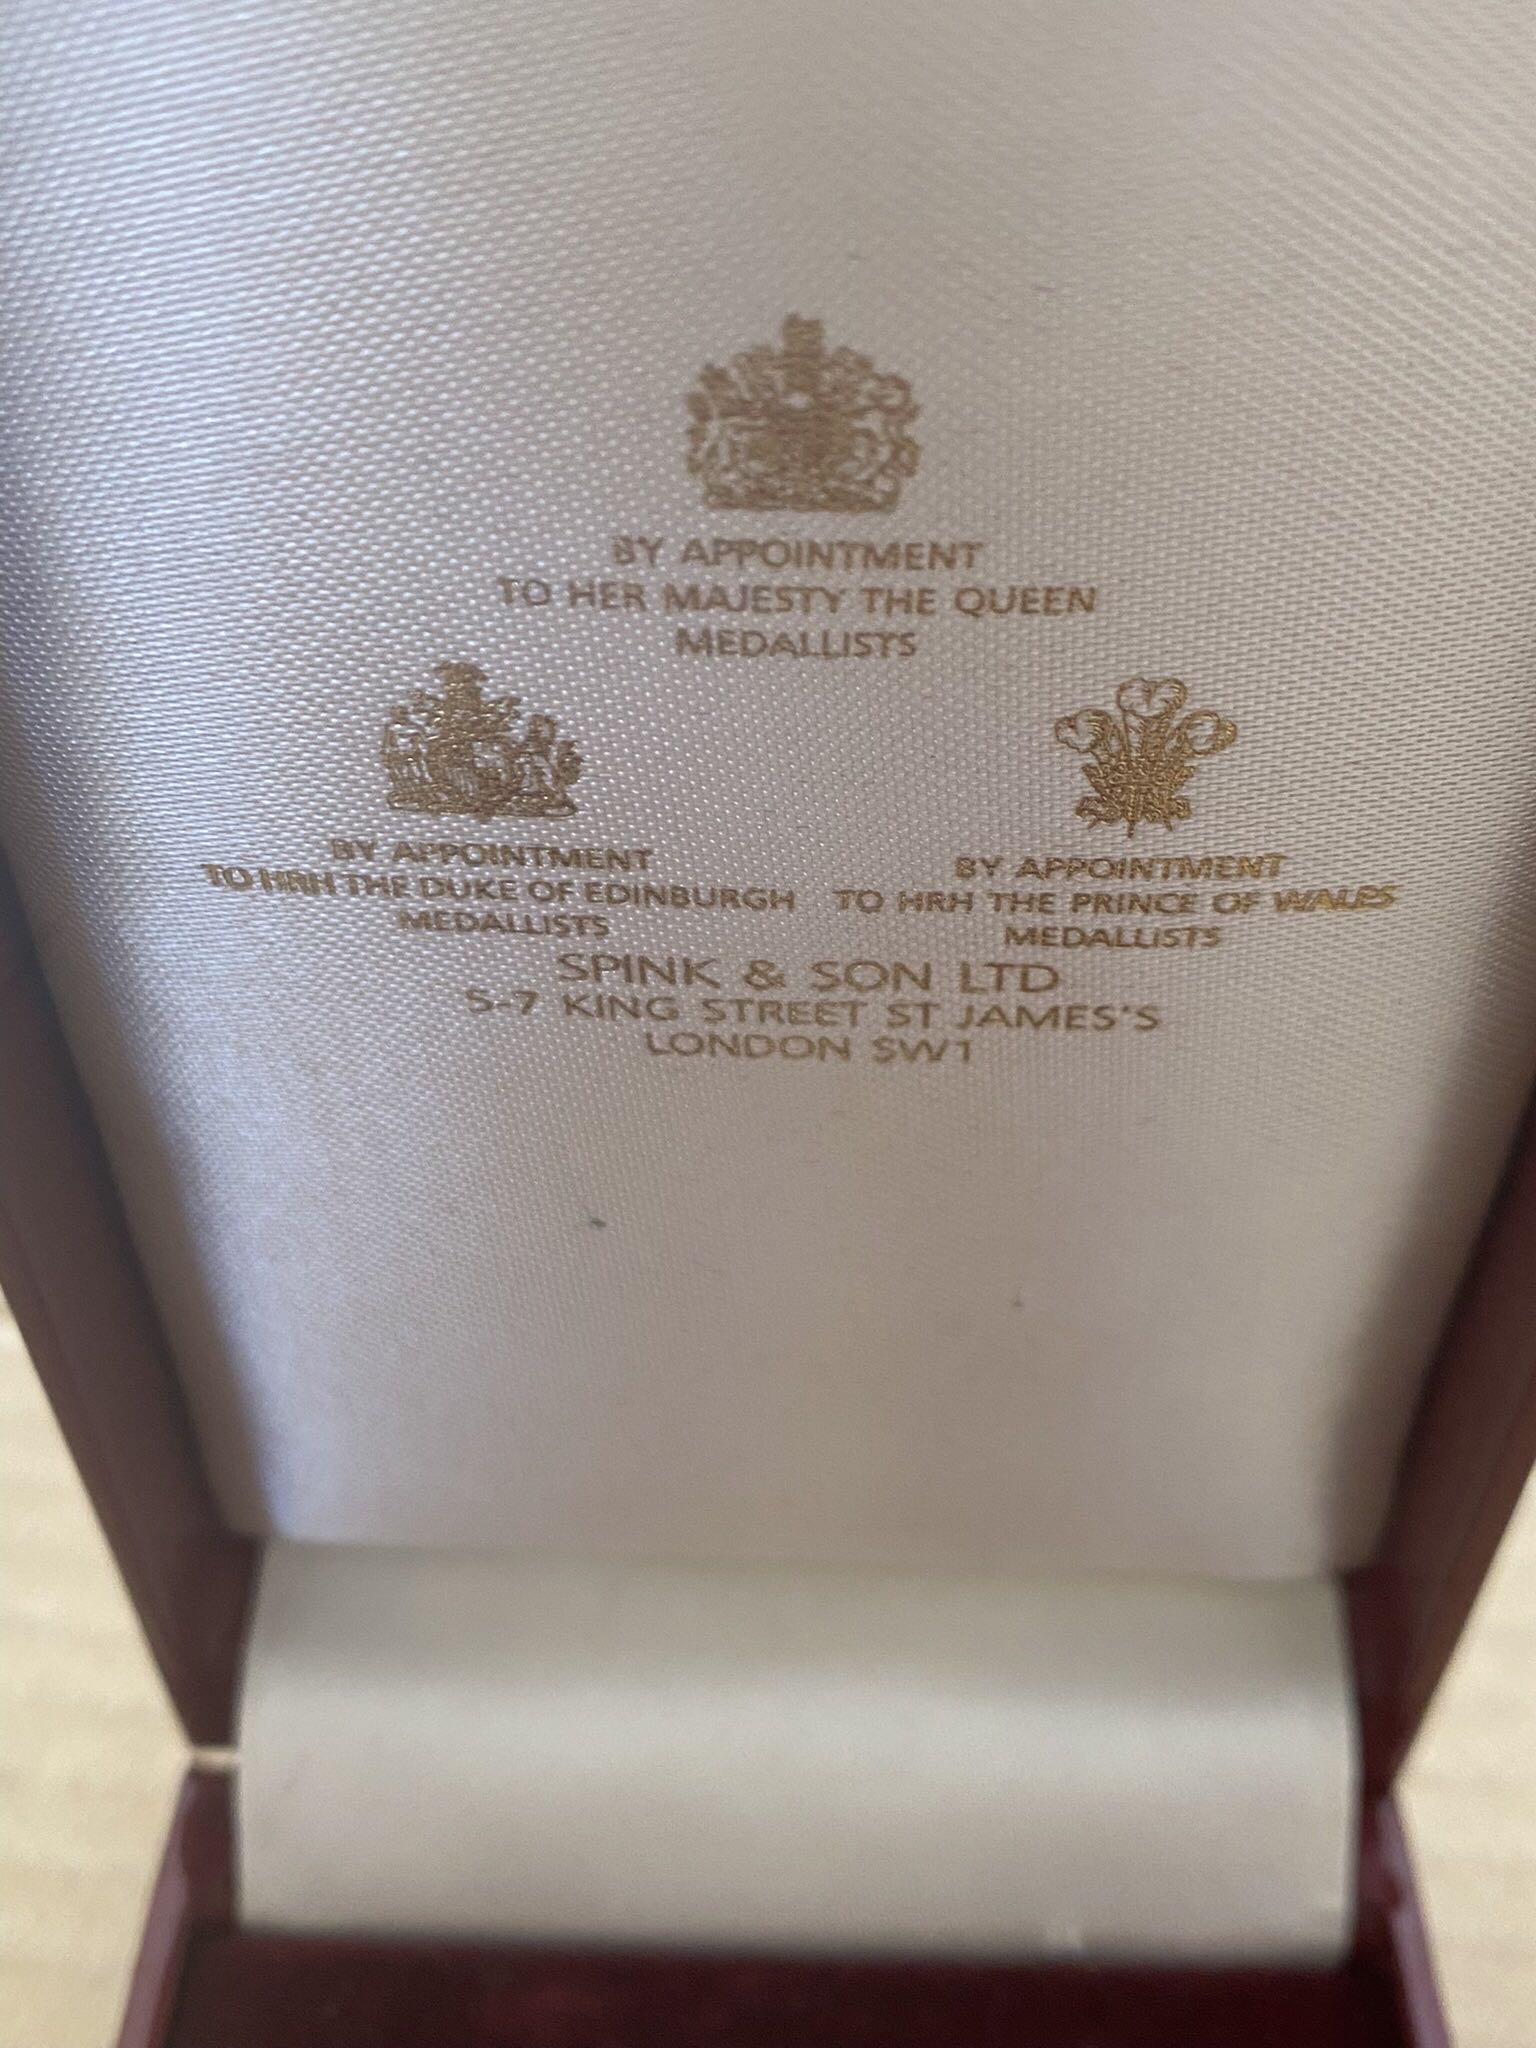 BY APPOINTMENT
TO HER MAJESTY THE QUEEN
MEDALLISTS
BY APPOINTMENT
TO HRH THE DUKE OF EDINBURGH
MEDALLISTS
BY APPOINTMENT
TO HRH THE PRINCE OF WALES
MEDALLISTS
SPINK & SON LTD
5-7 KING STREET ST JAMES'S
LONDON SW1